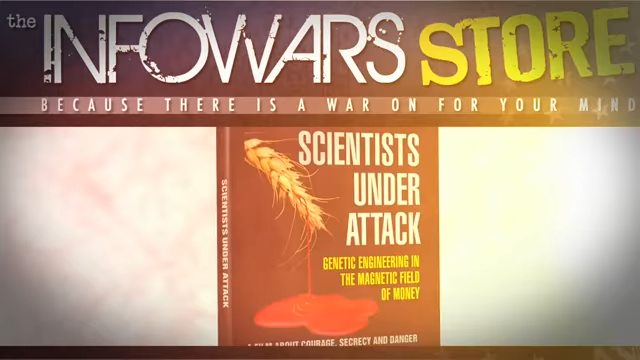 the INFOWARS STORE
BECAUSE THERE IS A WAR ON FOR YOUR MIND
SCIENTISTS UNDER ATTACK
SCIENTISTS
UNDER
ATTACK
GENETIC ENGINEERING IN
THE MAGNETIC FIELD
OF MONEY
A FILM ABOUT COURAGE, SECRECY AND DANGER